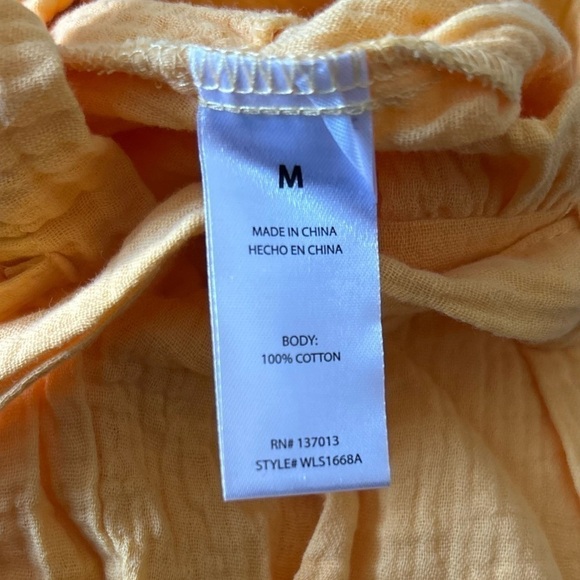 M
MADE IN CHINA
HECHO EN CHINA
BODY:
100% COTTON
RN# 137013
STYLE# WLS1668A